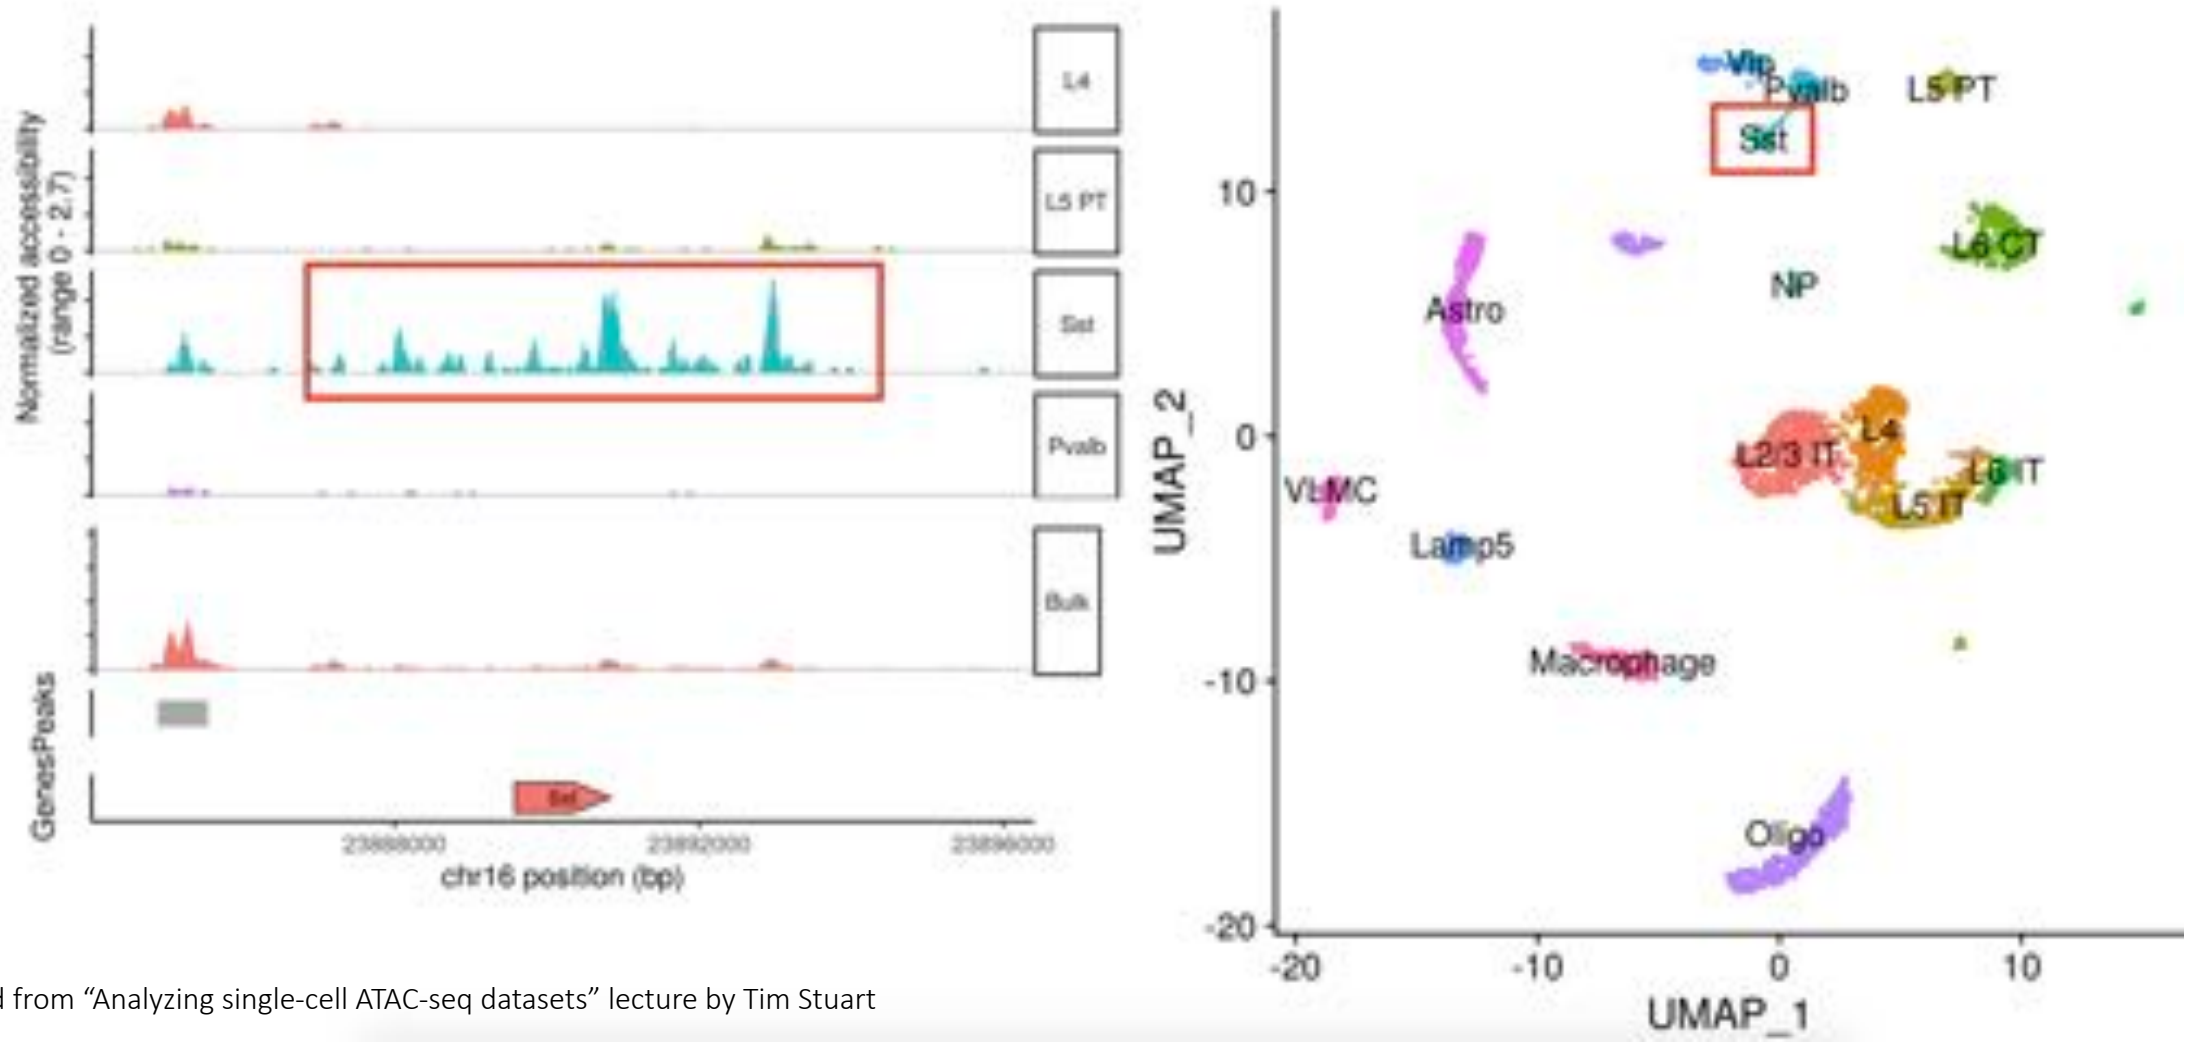 Normalized accessibility
(range 0 - 2.7)
L4
L5 PT
Sst
Pvalb
Bulk
Peaks
Genes
Sst
23888000
23892000
23896000
chr16 position (bp)
UMAP_2
10
0
-10
-20
Vip
Pvalb
L5 PT
Sst
L6 CT
NP
Astro
L4
L2/3 IT
L6 IT
L5 IT
VLMC
Lamp5
Macrophage
Oligo
-20
-10
0
10
UMAP_1
d from “Analyzing single-cell ATAC-seq datasets” lecture by Tim Stuart